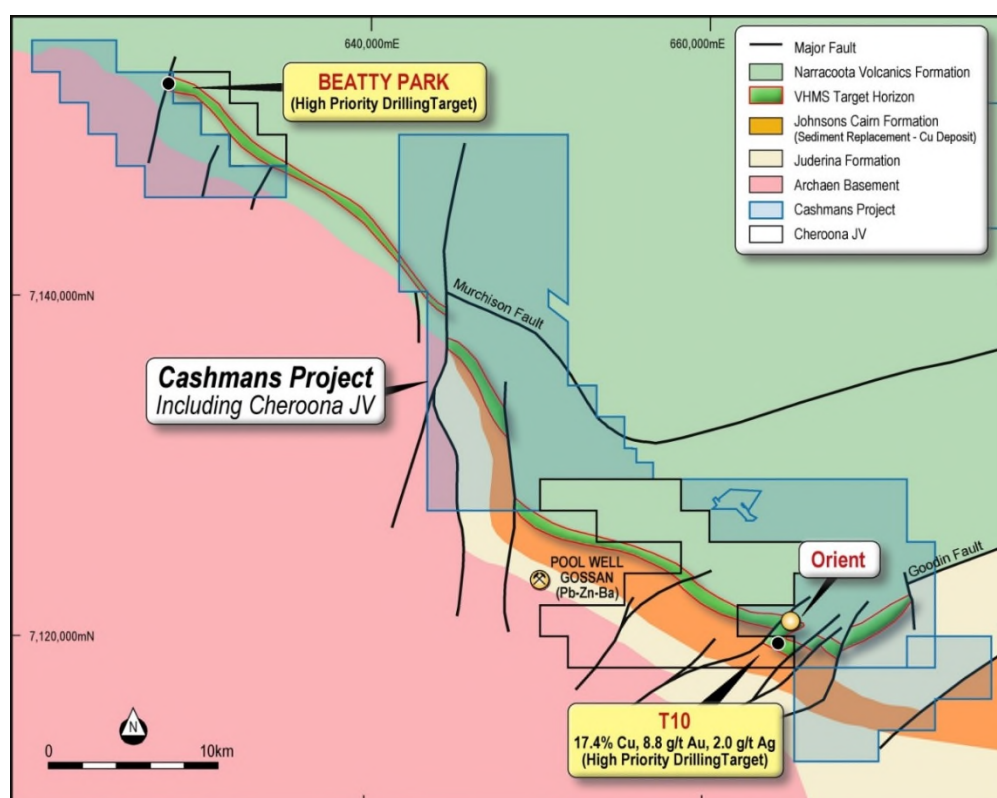 640,000mE
660,000mE
BEATTY PARK
(High Priority DrillingTarget)
Major Fault
Narracoota Volcanics Formation
VHMS Target Horizon
Johnsons Cairn Formation
(Sediment Replacement - Cu Deposit)
Juderina Formation
Archaen Basement
Cashmans Project
Cheroona JV
7,140,000mN
Murchison Fault
Cashmans Project
Including Cheroona JV
POOL WELL
GOSSAN
(Pb-Zn-Ba)
Orient
Goodin Fault
7,120,000mN
T10
17.4% Cu, 8.8 g/t Au, 2.0 g/t Ag
(High Priority DrillingTarget)
N
0 10km